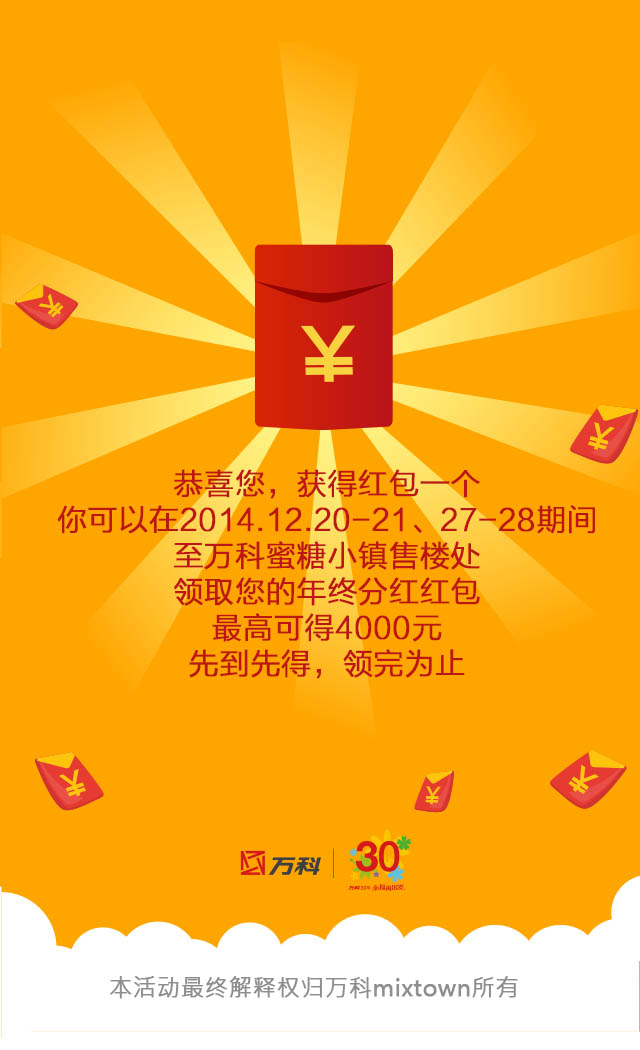 ¥
¥
¥
恭喜您，获得红包一个
你可以在2014.12.20-21、27-28期间
至万科蜜糖小镇售楼处
领取您的年终分红红包
最高可得4000元
先到先得，领完为止
¥
¥
¥
万科
30
本活动最终解释权归万科mixtown所有